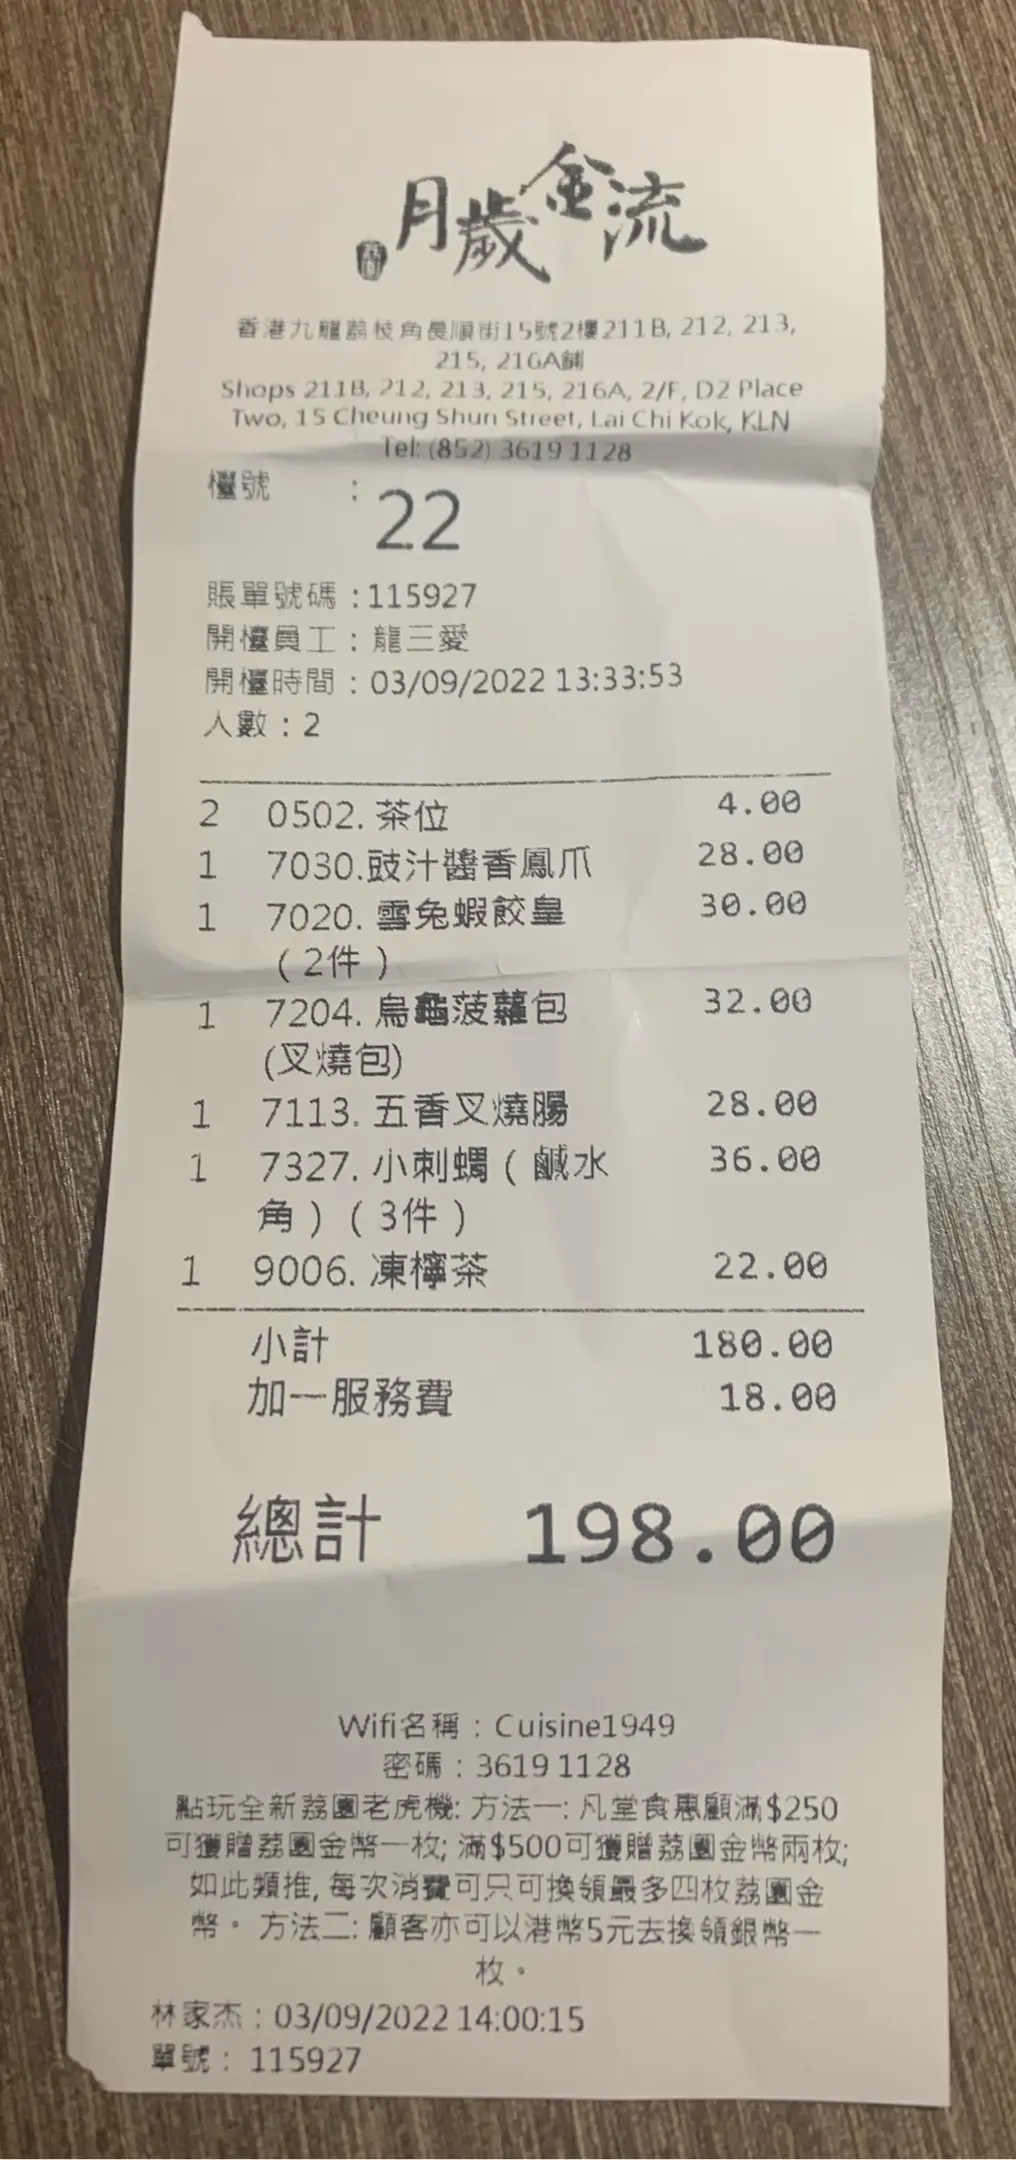 月歲金流
香港九龍荔枝角長順街15號2樓211B, 212, 213,
215, 216A舖
Shops 211B, 212, 213, 215, 216A, 2/F, D2 Place
Two, 15 Cheung Shun Street, Lai Chi Kok, KLN
Tel: (852) 3619 1128
檯號 : 22
賬單號碼 : 115927
開檯員工 : 龍三愛
開檯時間 : 03/09/2022 13:33:53
人數 : 2
2 0502. 茶位 4.00
1 7030.豉汁醬香鳳爪 28.00
1 7020. 雪兔蝦餃皇 30.00
（2件）
1 7204. 烏龜菠蘿包 32.00
(叉燒包)
1 7113. 五香叉燒腸 28.00
1 7327. 小刺蝟（鹹水 36.00
角）（3件）
1 9006. 凍檸茶 22.00
小計 180.00
加一服務費 18.00
總計 198.00
Wifi名稱 : Cuisine1949
密碼 : 3619 1128
點玩全新荔園老虎機: 方法一: 凡堂食惠顧滿$250
可獲贈荔園金幣一枚; 滿$500可獲贈荔園金幣兩枚;
如此類推, 每次消費可只可換領最多四枚荔園金
幣。 方法二: 顧客亦可以港幣5元去換領銀幣一
枚。
林家杰 : 03/09/2022 14:00:15
單號 : 115927